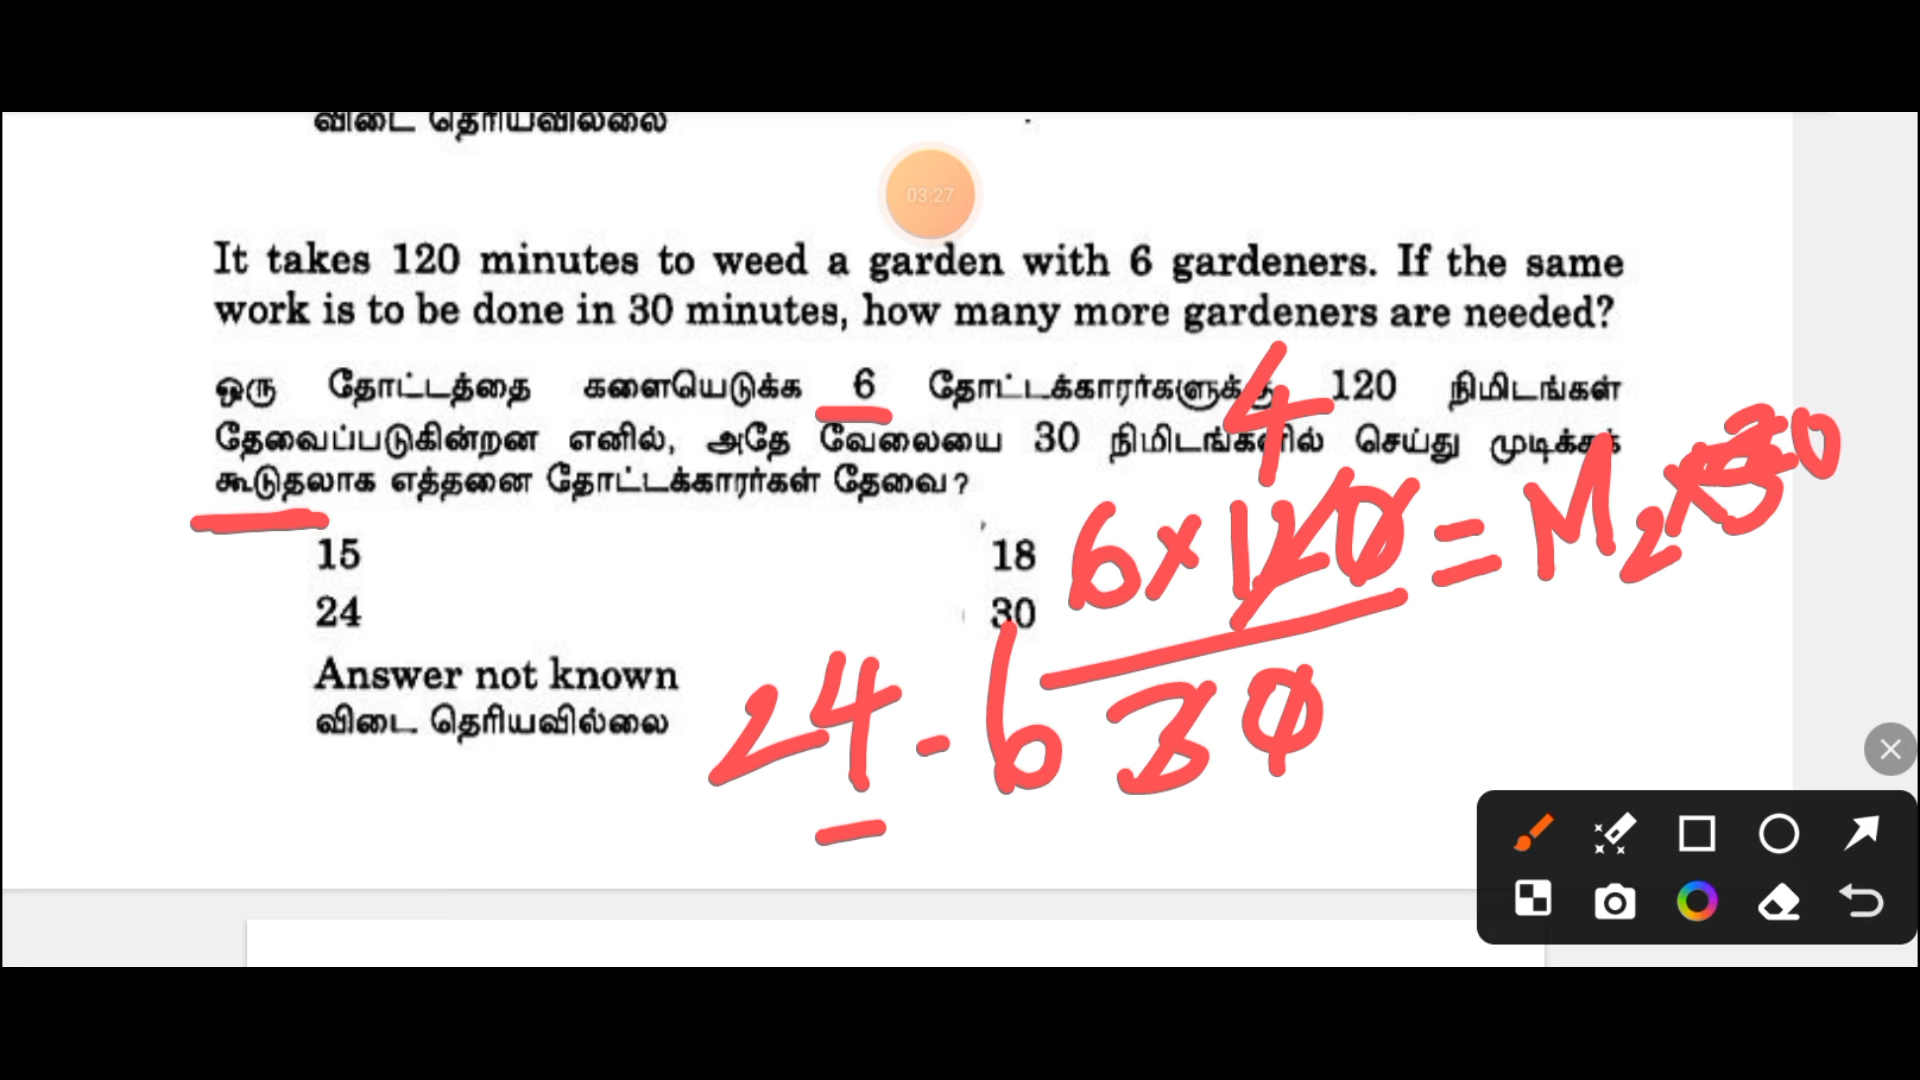 விடை தெரியவில்லை
03:27
It takes 120 minutes to weed a garden with 6 gardeners. If the same
work is to be done in 30 minutes, how many more gardeners are needed?
ஒரு தோட்டத்தை களையெடுக்க 6 தோட்டக்காரர்களுக்கு 120 நிமிடங்கள்
தேவைப்படுகின்றன எனில், அதே வேலையை 30 நிமிடங்களில் செய்து முடிக்கக்
கூடுதலாக எத்தனை தோட்டக்காரர்கள் தேவை?
4
6 × 120 = M2 × 30
30
15 18
24 30
Answer not known
விடை தெரியவில்லை
24 - 6